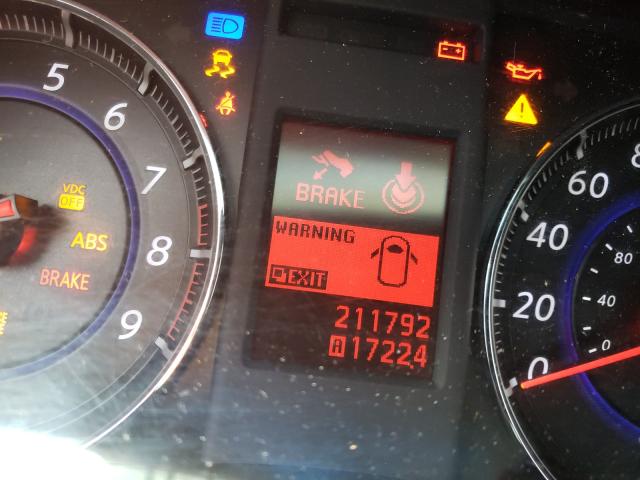 5
6
7
8
9
VDC
OFF
ABS
BRAKE
BRAKE
WARNING
EXIT
211792
A 17224
60
40
20
0
80
40
0